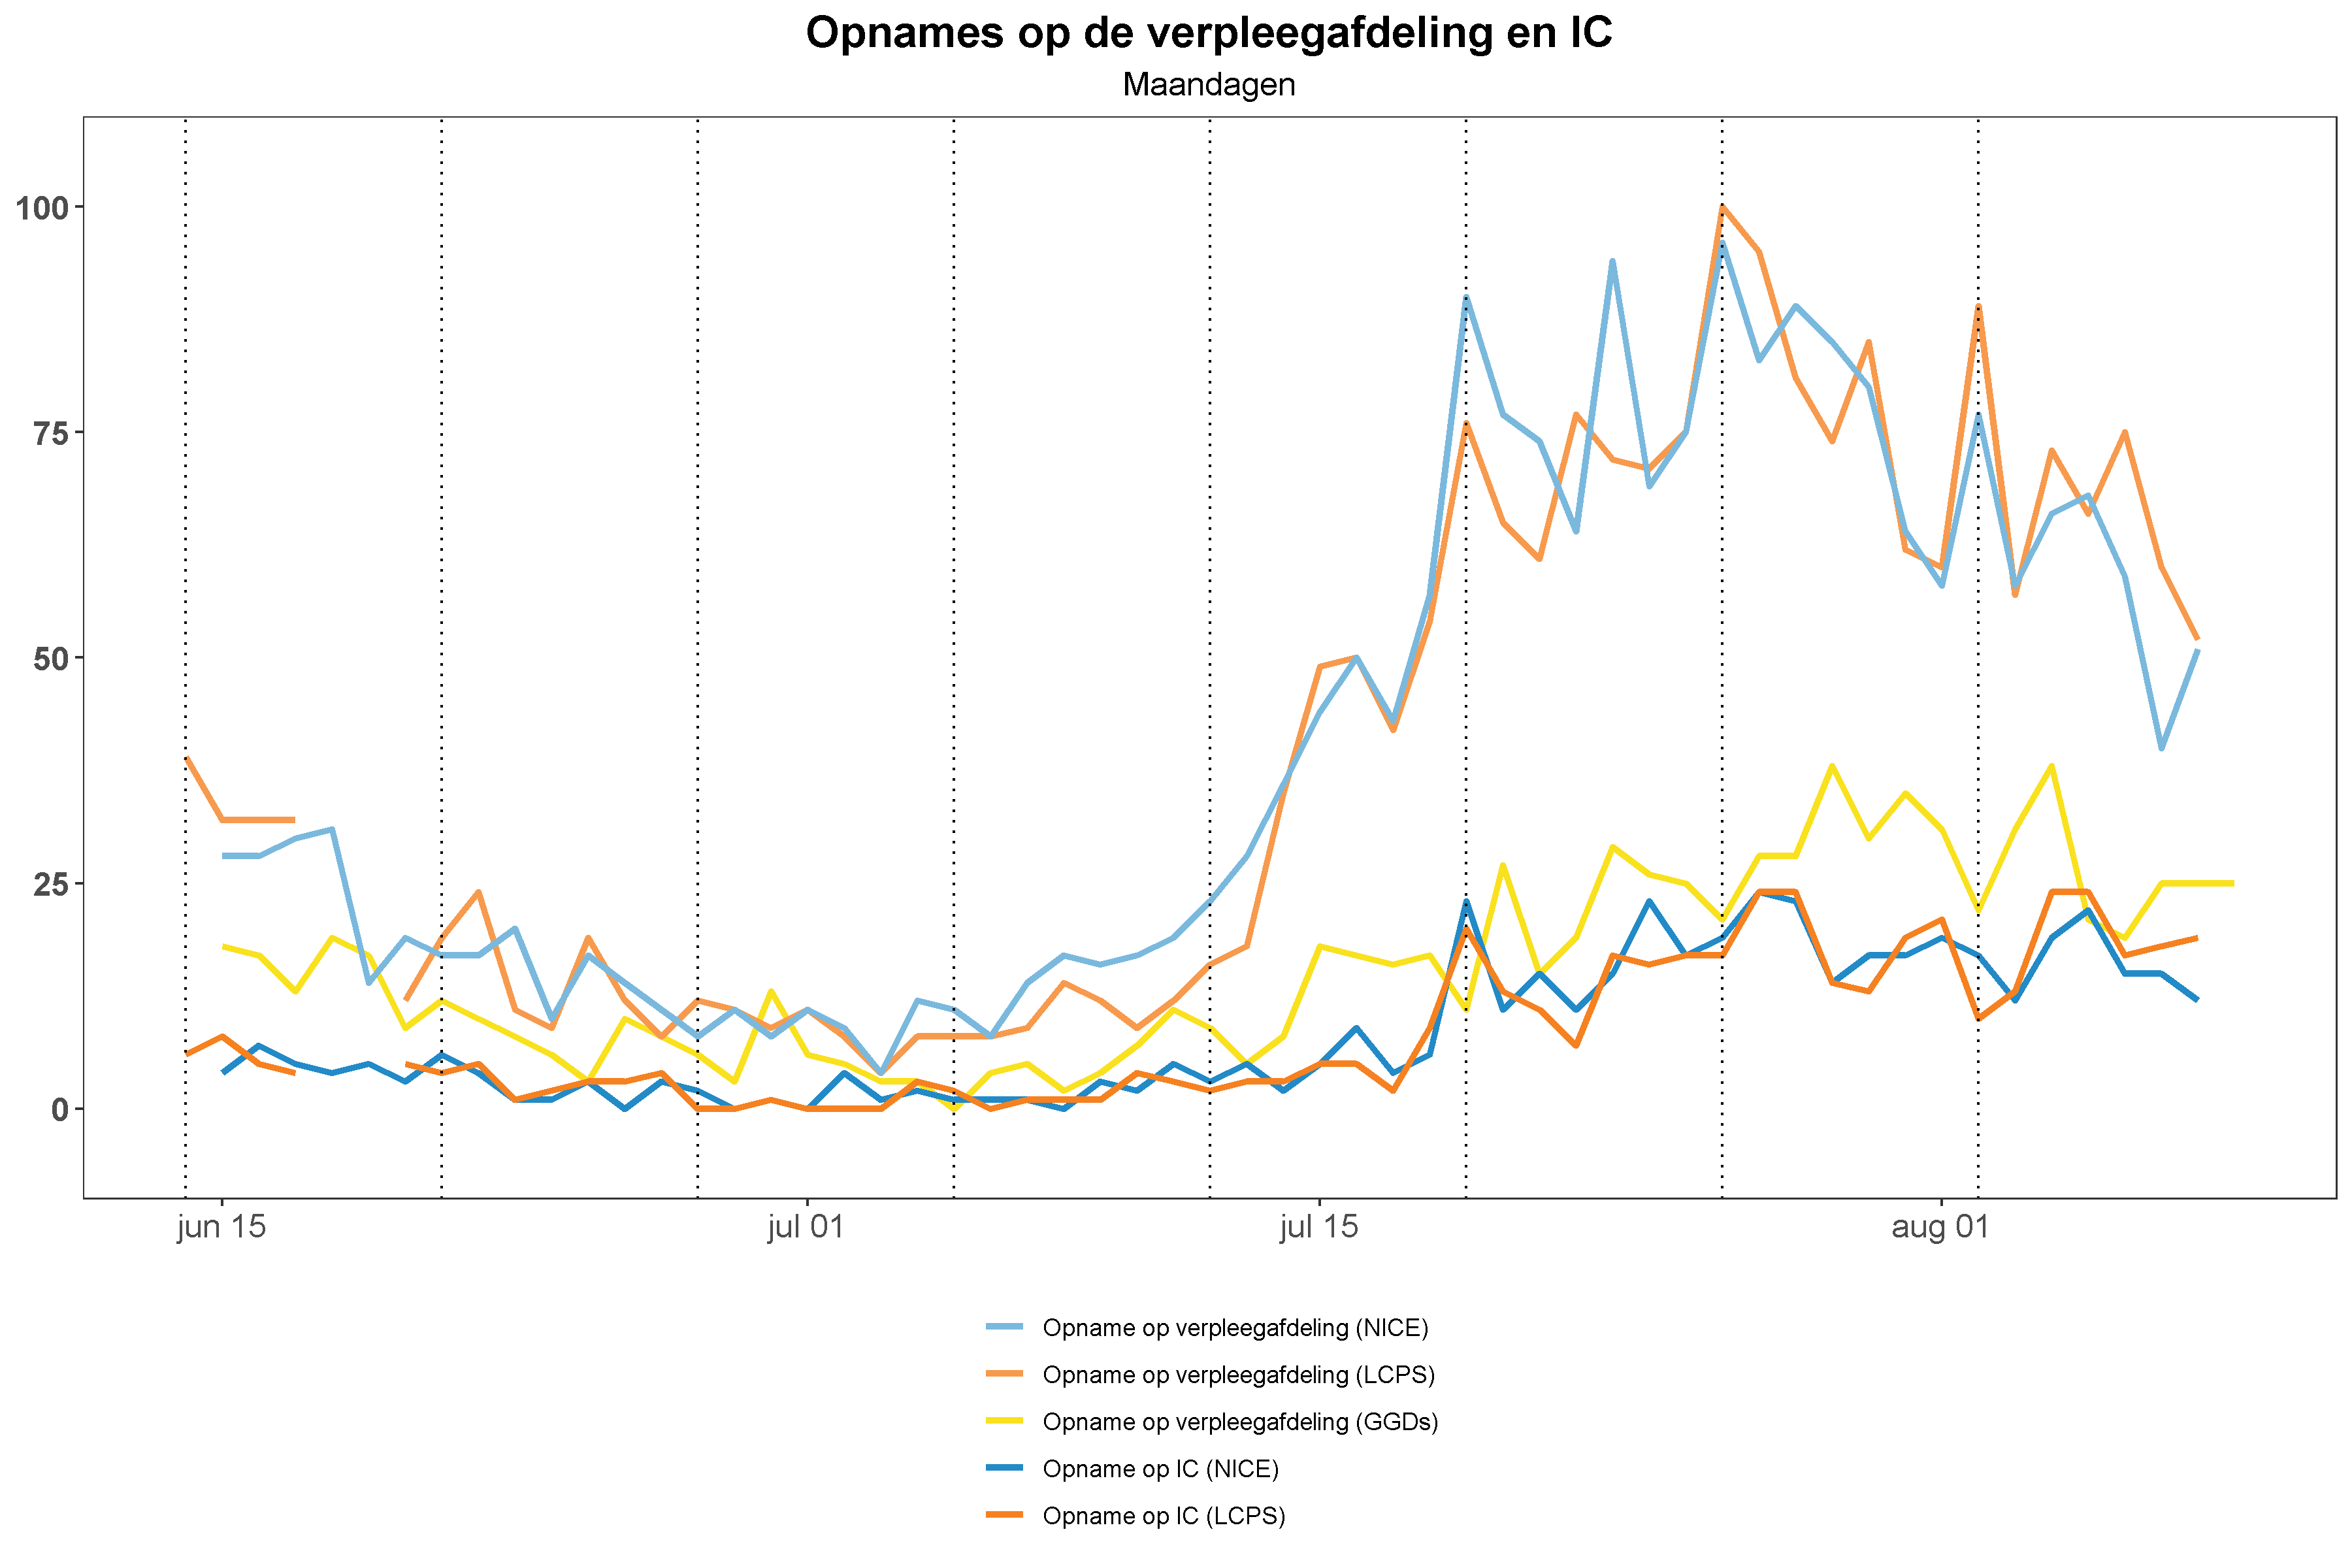 Opnames op de verpleegafdeling en IC
Maandagen
100
75
50
25
0
jun 15
jul 01
jul 15
aug 01
Opname op verpleegafdeling (NICE)
Opname op verpleegafdeling (LCPS)
Opname op verpleegafdeling (GGDs)
Opname op IC (NICE)
Opname op IC (LCPS)